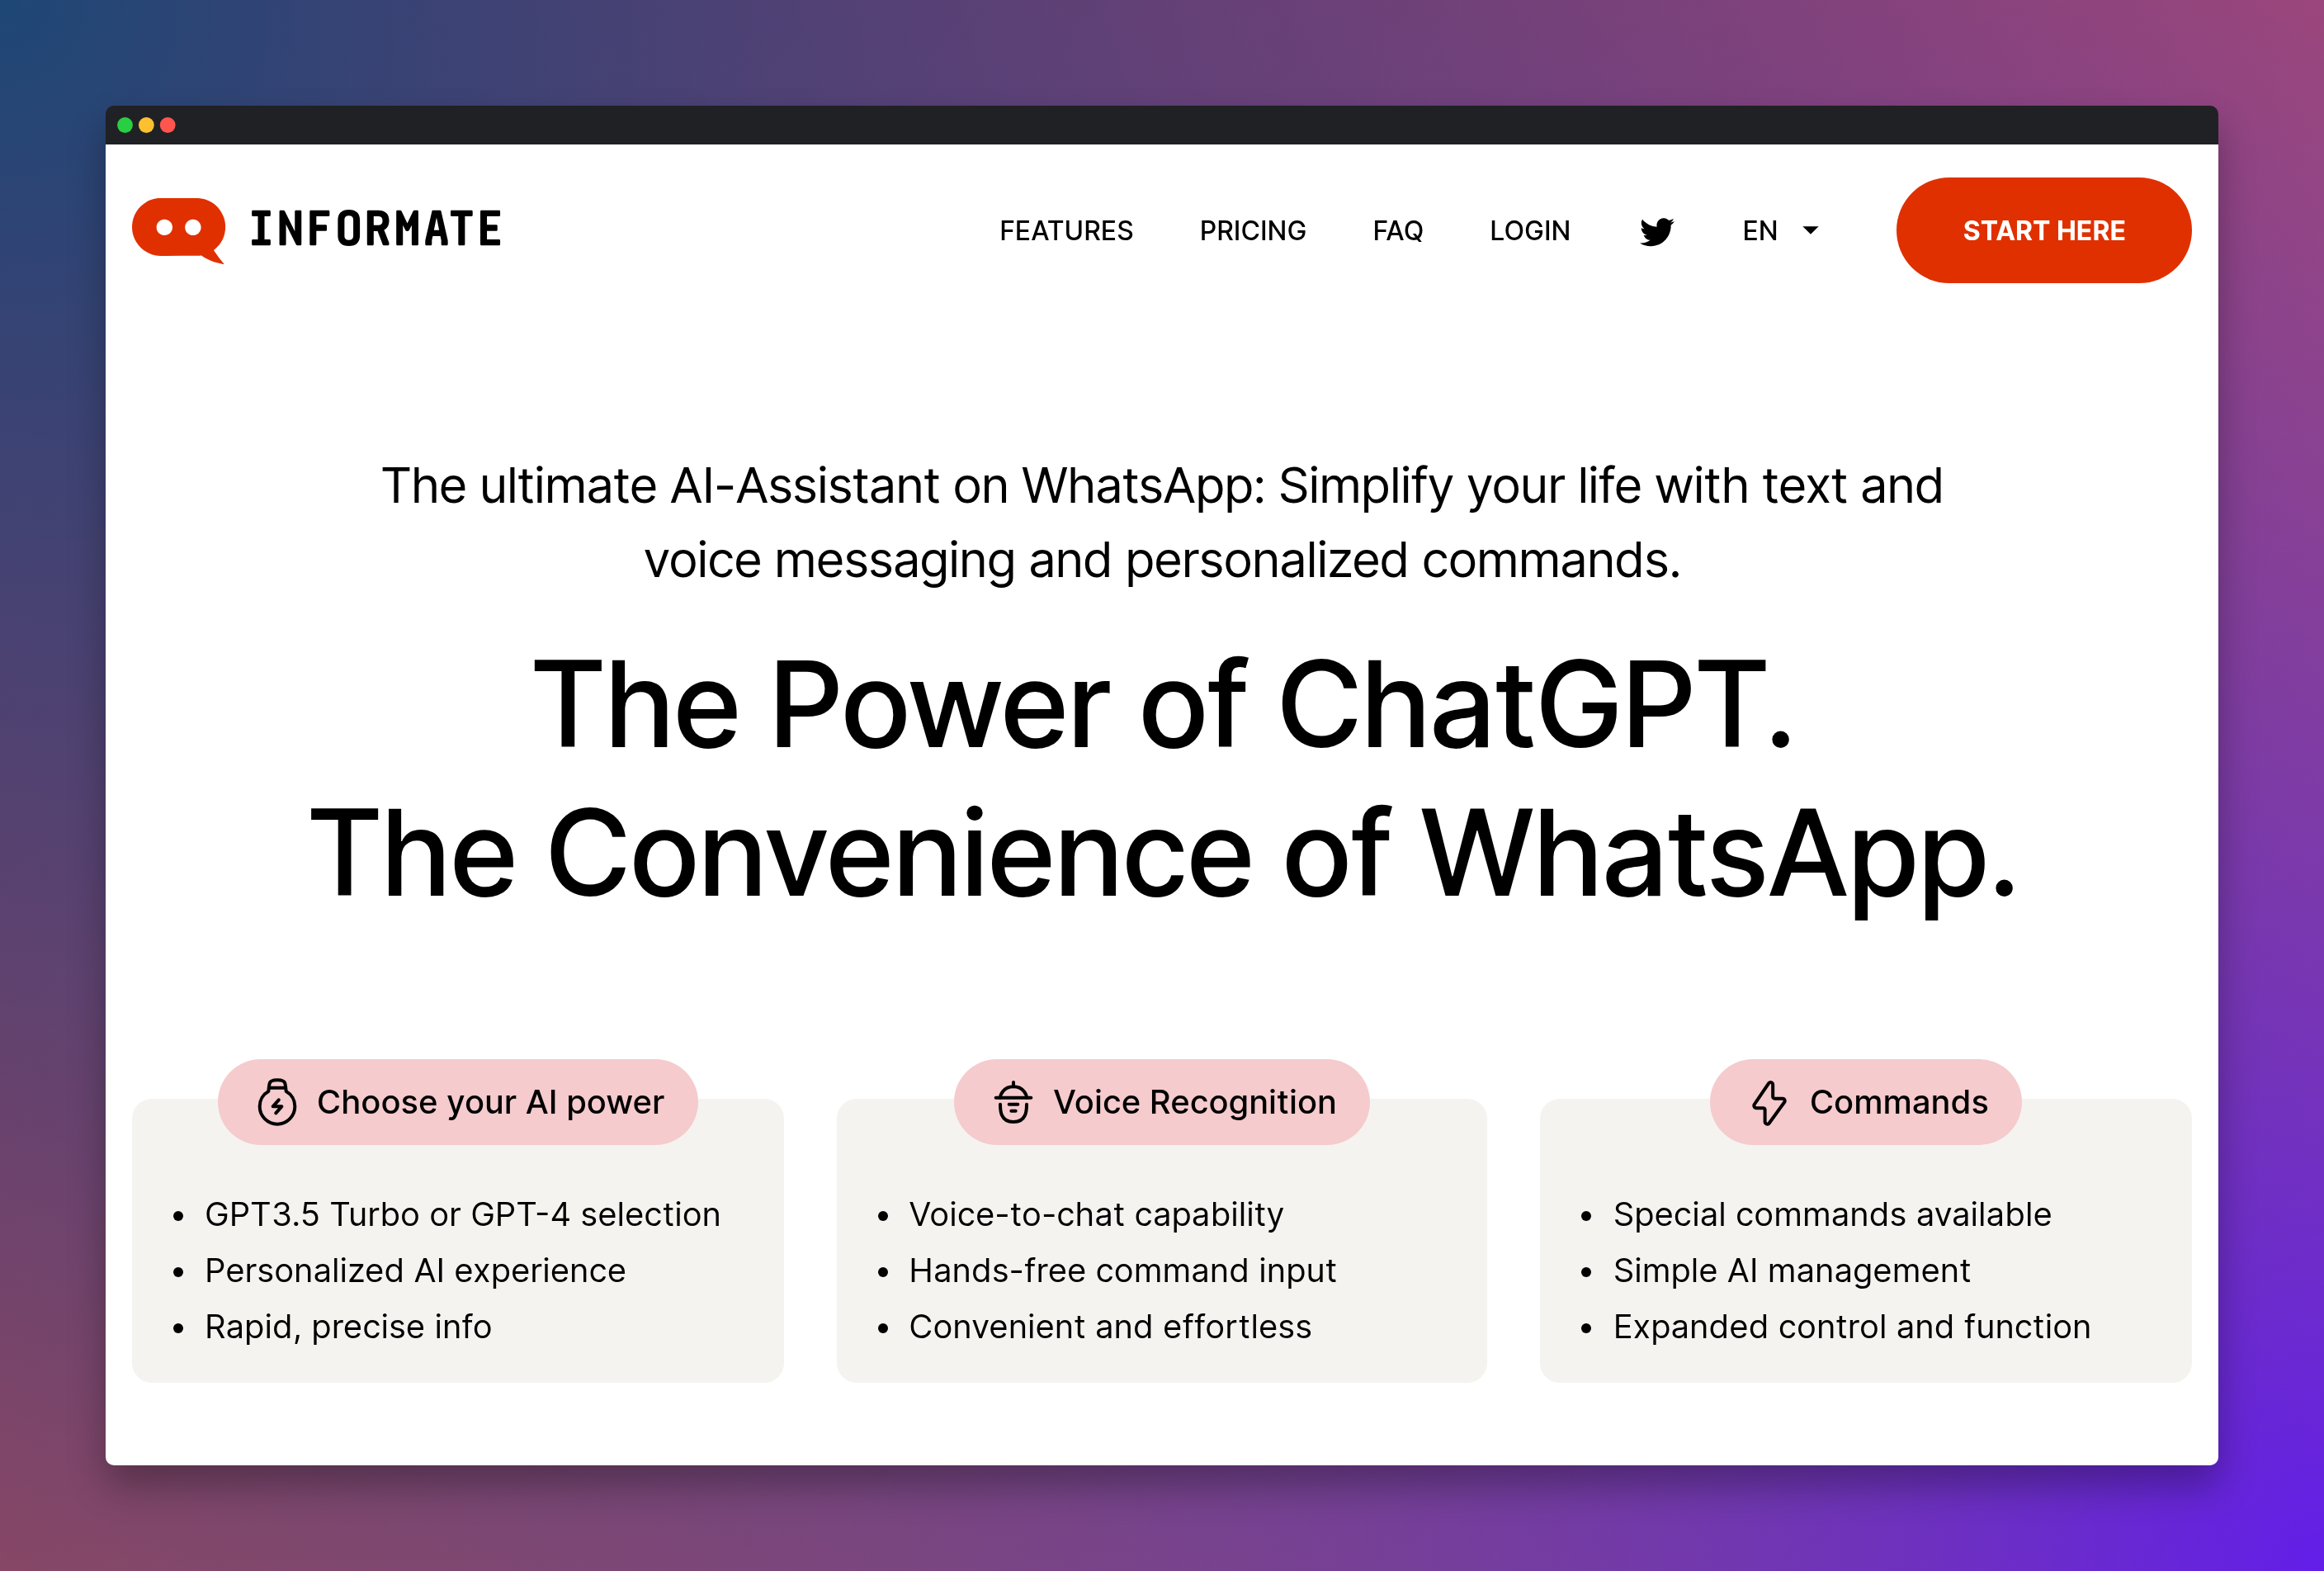 INFORMATE
FEATURES PRICING FAQ LOGIN EN START HERE
The ultimate AI-Assistant on WhatsApp: Simplify your life with text and
voice messaging and personalized commands.
The Power of ChatGPT.
The Convenience of WhatsApp.
Choose your AI power
• GPT3.5 Turbo or GPT-4 selection
• Personalized AI experience
• Rapid, precise info
Voice Recognition
• Voice-to-chat capability
• Hands-free command input
• Convenient and effortless
Commands
• Special commands available
• Simple AI management
• Expanded control and function